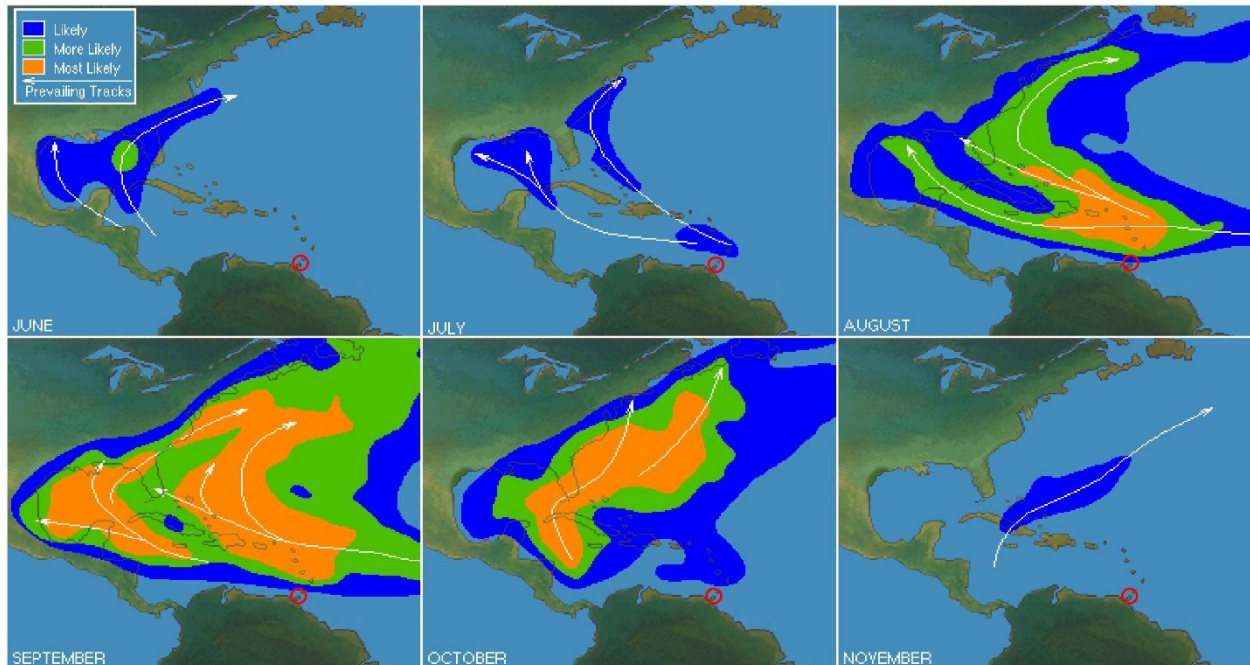 Likely
More Likely
Most Likely
Prevailing Tracks
JUNE
JULY
AUGUST
SEPTEMBER
OCTOBER
NOVEMBER